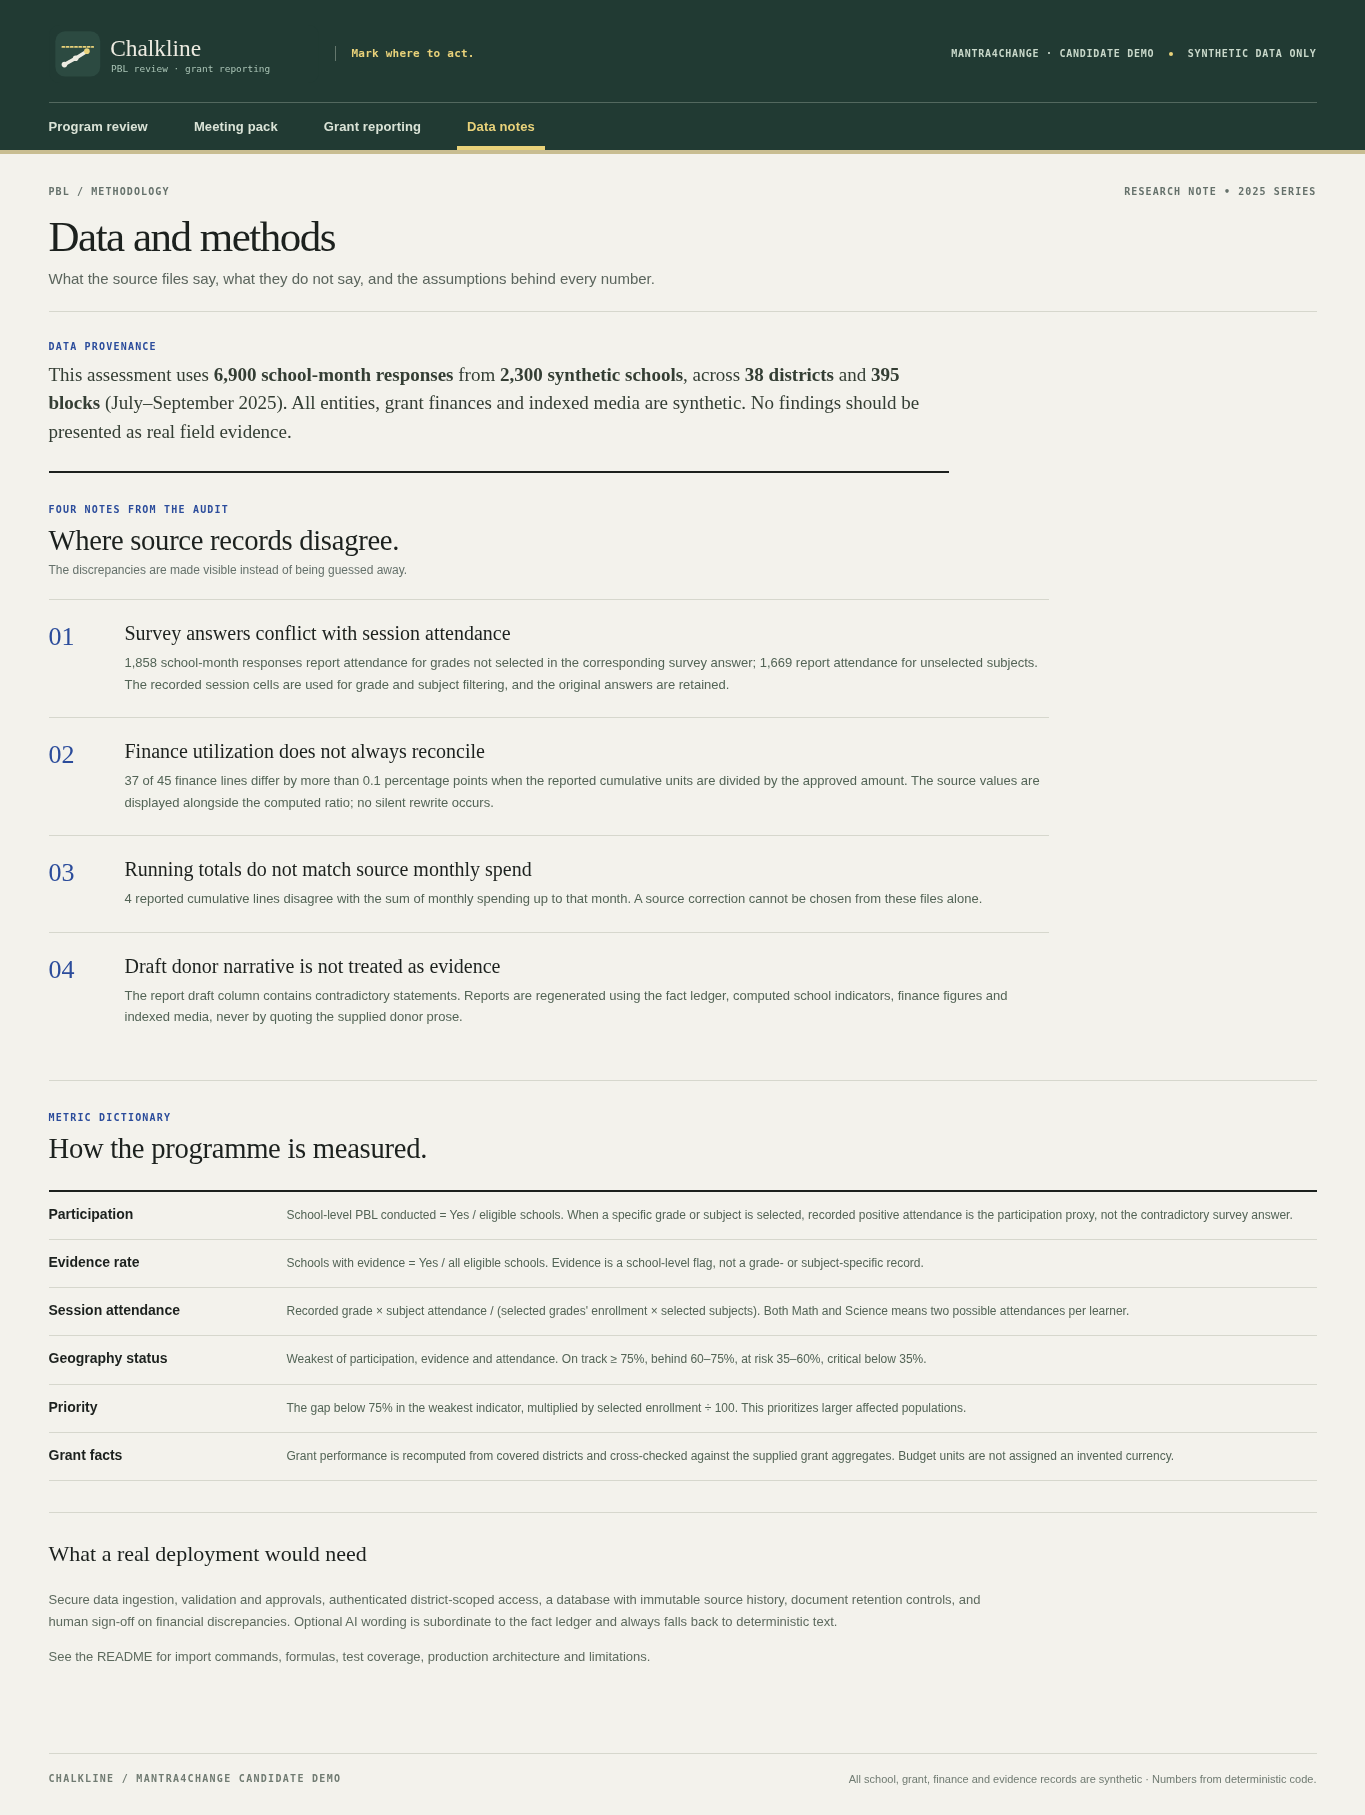 Chalkline
PBL review · grant reporting
Mark where to act.
MANTRA4CHANGE · CANDIDATE DEMO • SYNTHETIC DATA ONLY
Program review
Meeting pack
Grant reporting
Data notes
PBL / METHODOLOGY
RESEARCH NOTE • 2025 SERIES
Data and methods
What the source files say, what they do not say, and the assumptions behind every number.
DATA PROVENANCE
This assessment uses 6,900 school-month responses from 2,300 synthetic schools, across 38 districts and 395
blocks (July–September 2025). All entities, grant finances and indexed media are synthetic. No findings should be
presented as real field evidence.
FOUR NOTES FROM THE AUDIT
Where source records disagree.
The discrepancies are made visible instead of being guessed away.
01
Survey answers conflict with session attendance
1,858 school-month responses report attendance for grades not selected in the corresponding survey answer; 1,669 report attendance for unselected subjects.
The recorded session cells are used for grade and subject filtering, and the original answers are retained.
02
Finance utilization does not always reconcile
37 of 45 finance lines differ by more than 0.1 percentage points when the reported cumulative units are divided by the approved amount. The source values are
displayed alongside the computed ratio; no silent rewrite occurs.
03
Running totals do not match source monthly spend
4 reported cumulative lines disagree with the sum of monthly spending up to that month. A source correction cannot be chosen from these files alone.
04
Draft donor narrative is not treated as evidence
The report draft column contains contradictory statements. Reports are regenerated using the fact ledger, computed school indicators, finance figures and
indexed media, never by quoting the supplied donor prose.
METRIC DICTIONARY
How the programme is measured.
Participation
School-level PBL conducted = Yes / eligible schools. When a specific grade or subject is selected, recorded positive attendance is the participation proxy, not the contradictory survey answer.
Evidence rate
Schools with evidence = Yes / all eligible schools. Evidence is a school-level flag, not a grade- or subject-specific record.
Session attendance
Recorded grade × subject attendance / (selected grades' enrollment × selected subjects). Both Math and Science means two possible attendances per learner.
Geography status
Weakest of participation, evidence and attendance. On track ≥ 75%, behind 60–75%, at risk 35–60%, critical below 35%.
Priority
The gap below 75% in the weakest indicator, multiplied by selected enrollment ÷ 100. This prioritizes larger affected populations.
Grant facts
Grant performance is recomputed from covered districts and cross-checked against the supplied grant aggregates. Budget units are not assigned an invented currency.
What a real deployment would need
Secure data ingestion, validation and approvals, authenticated district-scoped access, a database with immutable source history, document retention controls, and
human sign-off on financial discrepancies. Optional AI wording is subordinate to the fact ledger and always falls back to deterministic text.
See the README for import commands, formulas, test coverage, production architecture and limitations.
CHALKLINE / MANTRA4CHANGE CANDIDATE DEMO
All school, grant, finance and evidence records are synthetic · Numbers from deterministic code.